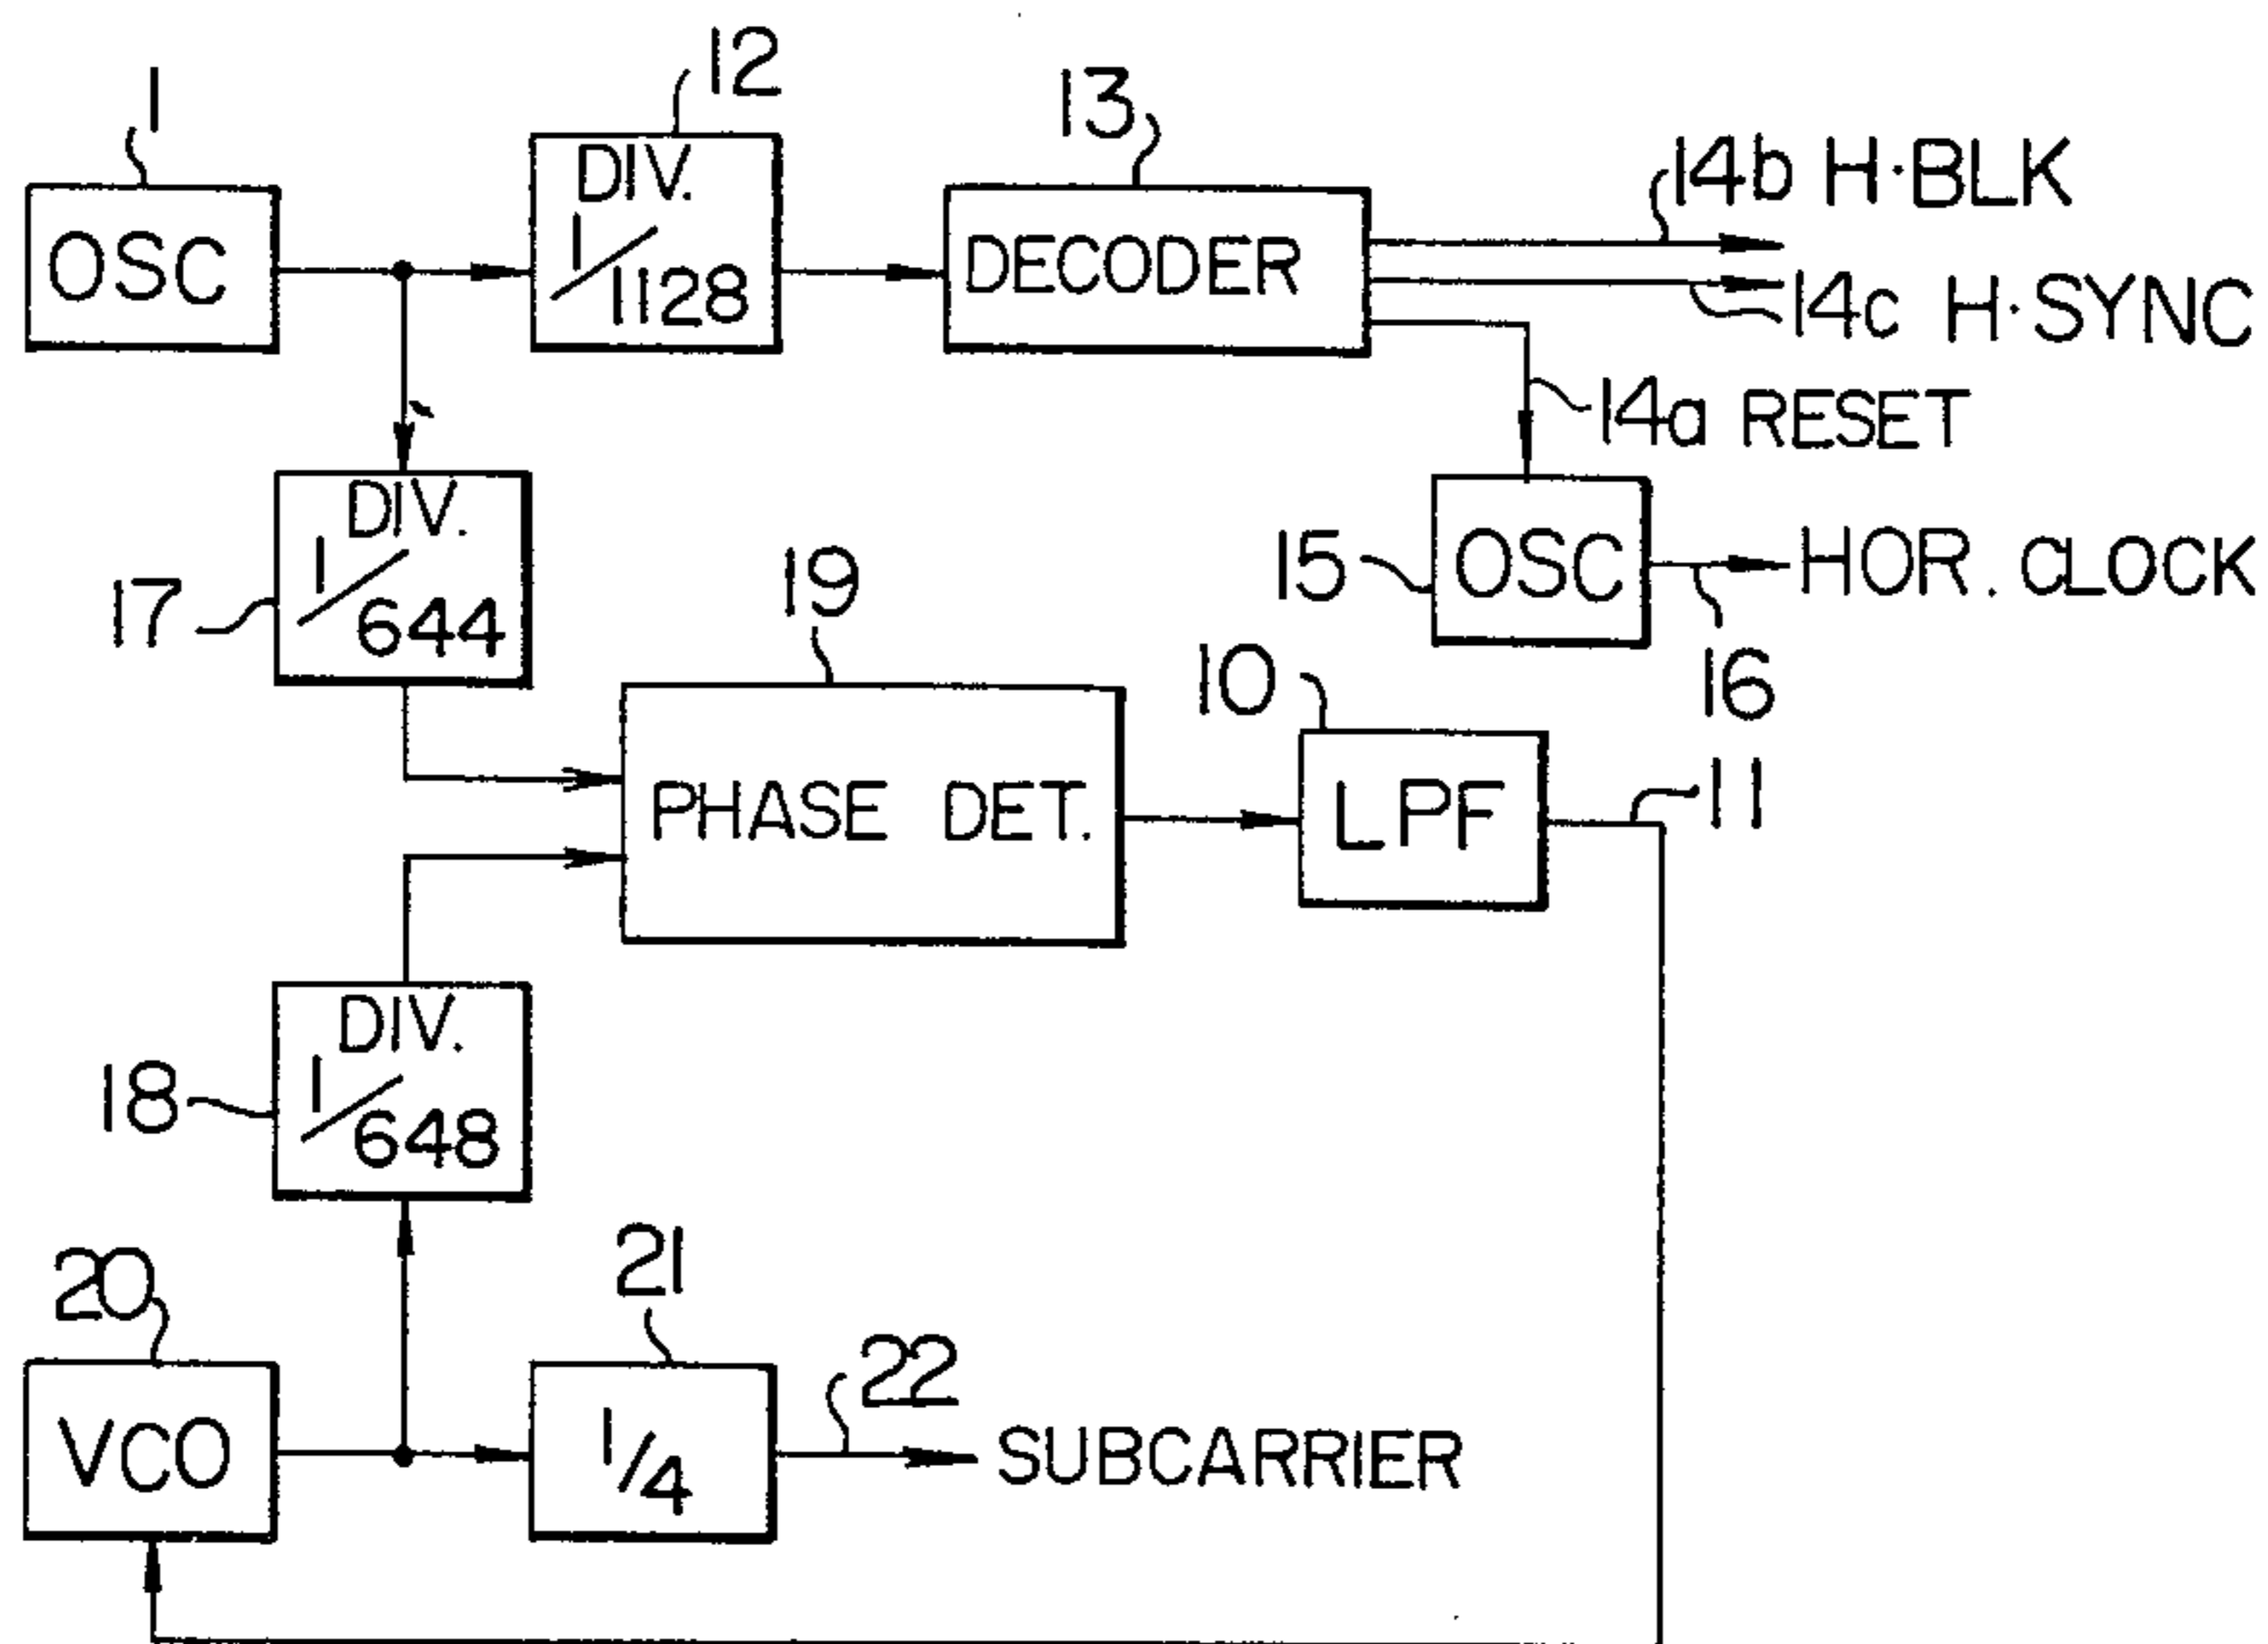 1
12
13
OSC
DIV.
1/1128
DECODER
14b H·BLK
14c H·SYNC
14a RESET
DIV.
1/644
17
15
OSC
HOR. CLOCK
16
19
PHASE DET.
10
LPF
11
DIV.
1/648
18
20
VCO
21
1/4
22
SUBCARRIER